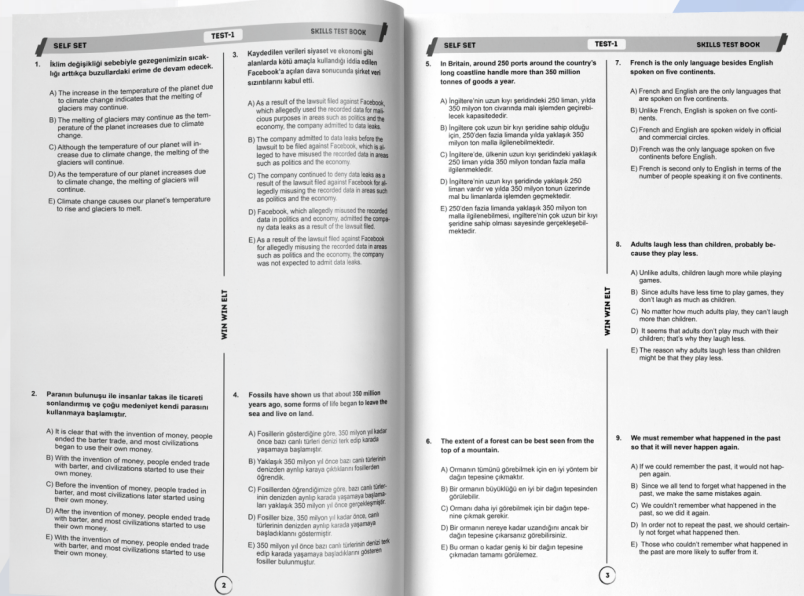 SELF SET
TEST-1
SKILLS TEST BOOK
1. İklim değişikliği sebebiyle gezegenimizin sıcak-
lığı arttıkça buzullardaki erime de devam edecek.
A) The increase in the temperature of the planet due
to climate change indicates that the melting of
glaciers may continue.
B) The melting of glaciers may continue as the tem-
perature of the planet increases due to climate
change.
C) Although the temperature of our planet will in-
crease due to climate change, the melting of the
glaciers will continue.
D) As the temperature of our planet increases due
to climate change, the melting of glaciers will
continue.
E) Climate change causes our planet's temperature
to rise and glaciers to melt.
2. Paranın bulunuşu ile insanlar takas ile ticareti
sonlandırmış ve çoğu medeniyet kendi parasını
kullanmaya başlamıştır.
A) It is clear that with the invention of money, people
ended the barter trade, and most civilizations
began to use their own money.
B) With the invention of money, people ended trade
with barter, and civilizations started to use their
own money.
C) Before the invention of money, people traded in
barter, and most civilizations later started using
their own money.
D) After the invention of money, people ended trade
with barter, and most civilizations started to use
their own money.
E) With the invention of money, people ended trade
with barter, and most civilizations started to use
their own money.
WIN WIN ELT
3. Kaydedilen verileri siyaset ve ekonomi gibi
alanlarda kötü amaçla kullandığı iddia edilen
Facebook'a açılan dava sonucunda şirket veri
sızıntılarını kabul etti.
A) As a result of the lawsuit filed against Facebook,
which allegedly used the recorded data for mali-
cious purposes in areas such as politics and the
economy, the company admitted to data leaks.
B) The company admitted to data leaks before the
lawsuit to be filed against Facebook, which is al-
leged to have misused the recorded data in areas
such as politics and the economy.
C) The company continued to deny data leaks as a
result of the lawsuit filed against Facebook for al-
legedly misusing the recorded data in areas such
as politics and the economy.
D) Facebook, which allegedly misused the recorded
data in politics and economy, admitted the compa-
ny data leaks as a result of the lawsuit filed.
E) As a result of the lawsuit filed against Facebook
for allegedly misusing the recorded data in areas
such as politics and the economy, the company
was not expected to admit data leaks.
4. Fossils have shown us that about 350 million
years ago, some forms of life began to leave the
sea and live on land.
A) Fosillerin gösterdiğine göre, 350 milyon yıl kadar
önce bazı canlı türleri denizi terk edip karada
yaşamaya başlamıştır.
B) Yaklaşık 350 milyon yıl önce bazı canlı türlerinin
denizden ayrılıp karaya çıktıklarını fosillerden
öğrendik.
C) Fosillerden öğrendiğimize göre, bazı canlı türler-
inin denizden ayrılıp karada yaşamaya başlama-
ları yaklaşık 350 milyon yıl önce gerçekleşmiştir.
D) Fosiller bize, 350 milyon yıl kadar önce, canlı
türlerinin denizden ayrılıp karada yaşamaya
başladıklarını göstermiştir.
E) 350 milyon yıl önce bazı canlı türlerinin denizi terk
edip karada yaşamaya başladıklarını gösteren
fosiller bulunmuştur.
2
SELF SET
TEST-1
SKILLS TEST BOOK
5. In Britain, around 250 ports around the country's
long coastline handle more than 350 million
tonnes of goods a year.
A) İngiltere'nin uzun kıyı şeridindeki 250 liman, yılda
350 milyon ton civarında malı işlemden geçirebi-
lecek kapasitededir.
B) İngiltere çok uzun bir kıyı şeridine sahip olduğu
için, 250'den fazla limanda yılda yaklaşık 350
milyon ton malla ilgilenebilmektedir.
C) İngiltere'de, ülkenin uzun kıyı şeridindeki yaklaşık
250 liman yılda 350 milyon tondan fazla malla
ilgilenmektedir.
D) İngiltere'nin uzun kıyı şeridinde yaklaşık 250
liman vardır ve yılda 350 milyon tonun üzerinde
mal bu limanlarda işlemden geçmektedir.
E) 250'den fazla limanda yaklaşık 350 milyon ton
malla ilgilenebilmesi, ıngiltere'nin çok uzun bir kıyı
şeridine sahip olması sayesinde gerçekleşebil-
mektedir.
6. The extent of a forest can be best seen from the
top of a mountain.
A) Ormanın tümünü görebilmek için en iyi yöntem bir
dağın tepesine çıkmaktır.
B) Bir ormanın büyüklüğü en iyi bir dağın tepesinden
görülebilir.
C) Ormanı daha iyi görebilmek için bir dağın tepe-
nine çıkmak gerekir.
D) Bir ormanın nereye kadar uzandığını ancak bir
dağın tepesine çıkarsanız görebilirsiniz.
E) Bu orman o kadar geniş ki bir dağın tepesine
çıkmadan tamamı görülemez.
WIN WIN ELT
7. French is the only language besides English
spoken on five continents.
A) French and English are the only languages that
are spoken on five continents.
B) Unlike French, English is spoken on five conti-
nents.
C) French and English are spoken widely in official
and commercial circles.
D) French was the only language spoken on five
continents before English.
E) French is second only to English in terms of the
number of people speaking it on five continents.
8. Adults laugh less than children, probably be-
cause they play less.
A) Unlike adults, children laugh more while playing
games.
B) Since adults have less time to play games, they
don't laugh as much as children.
C) No matter how much adults play, they can't laugh
more than children.
D) It seems that adults don't play much with their
children; that's why they laugh less.
E) The reason why adults laugh less than children
might be that they play less.
9. We must remember what happened in the past
so that it will never happen again.
A) If we could remember the past, it would not hap-
pen again.
B) Since we all tend to forget what happened in the
past, we make the same mistakes again.
C) We couldn't remember what happened in the
past, so we did it again.
D) In order not to repeat the past, we should certain-
ly not forget what happened then.
E) Those who couldn't remember what happened in
the past are more likely to suffer from it.
3